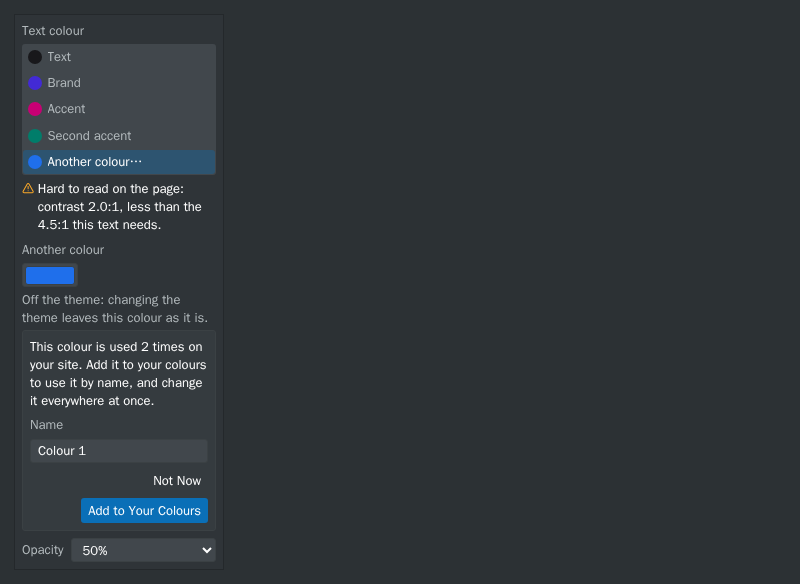 Text colour
Text
Brand
Accent
Second accent
Another colour…
Hard to read on the page:
contrast 2.0:1, less than the
4.5:1 this text needs.
Another colour
Off the theme: changing the
theme leaves this colour as it is.
This colour is used 2 times on
your site. Add it to your colours
to use it by name, and change
it everywhere at once.
Name
Colour 1
Not Now
Add to Your Colours
Opacity 50%